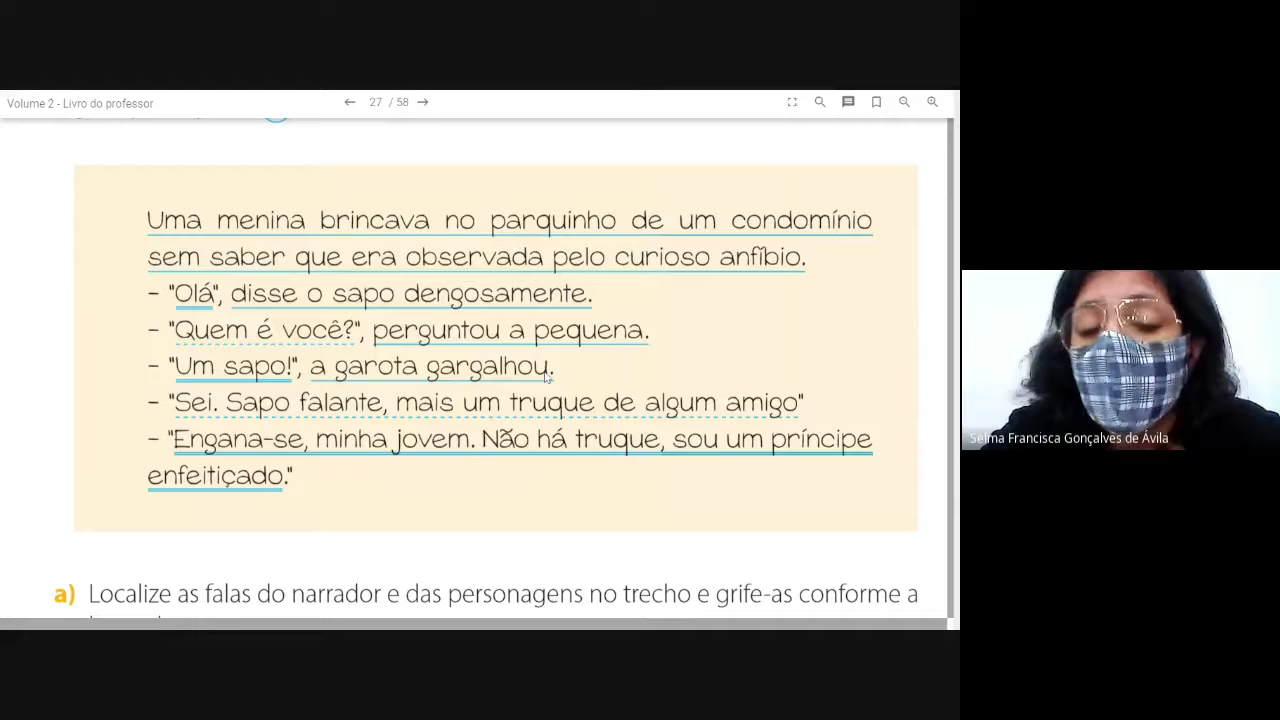 Volume 2 - Livro do professor
27 / 58
Uma menina brincava no parquinho de um condomínio
sem saber que era observada pelo curioso anfíbio.
- "Olá", disse o sapo dengosamente.
- "Quem é você?", perguntou a pequena.
- "Um sapo!", a garota gargalhou.
- "Sei. Sapo falante, mais um truque de algum amigo"
- "Engana-se, minha jovem. Não há truque, sou um príncipe
enfeitiçado."
a) Localize as falas do narrador e das personagens no trecho e grife-as conforme a
Selma Francisca Gonçalves de Ávila